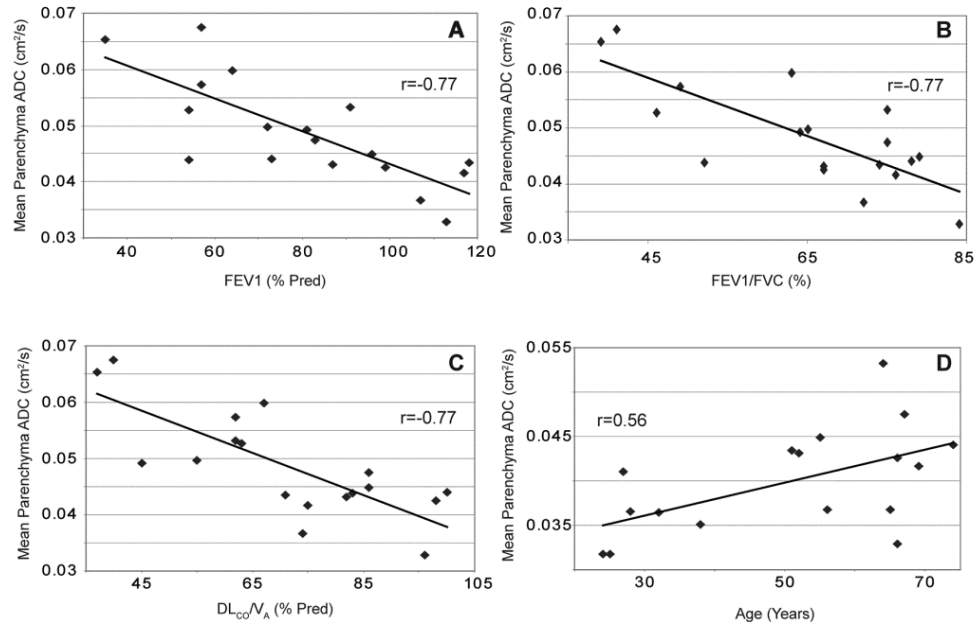 A
Mean Parenchyma ADC (cm²/s)
0.07
0.06
0.05
0.04
0.03
r=-0.77
40 60 80 100 120
FEV1 (% Pred)
B
Mean Parenchyma ADC (cm²/s)
0.07
0.06
0.05
0.04
0.03
r=-0.77
45 65 85
FEV1/FVC (%)
C
Mean Parenchyma ADC (cm²/s)
0.07
0.06
0.05
0.04
0.03
r=-0.77
45 65 85 105
DL_CO/V_A (% Pred)
D
Mean Parenchyma ADC (cm²/s)
0.055
0.045
0.035
r=0.56
30 50 70
Age (Years)